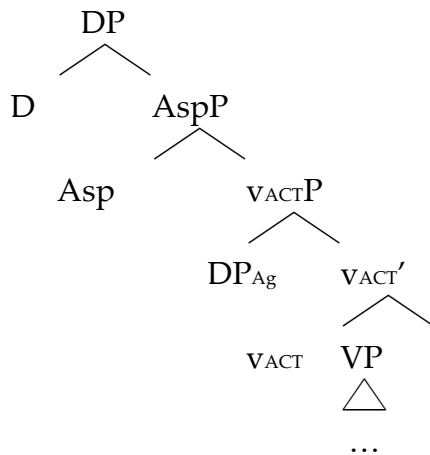 DP
D AspP
Asp vACTP
DPAg vACT′
vACT VP
…